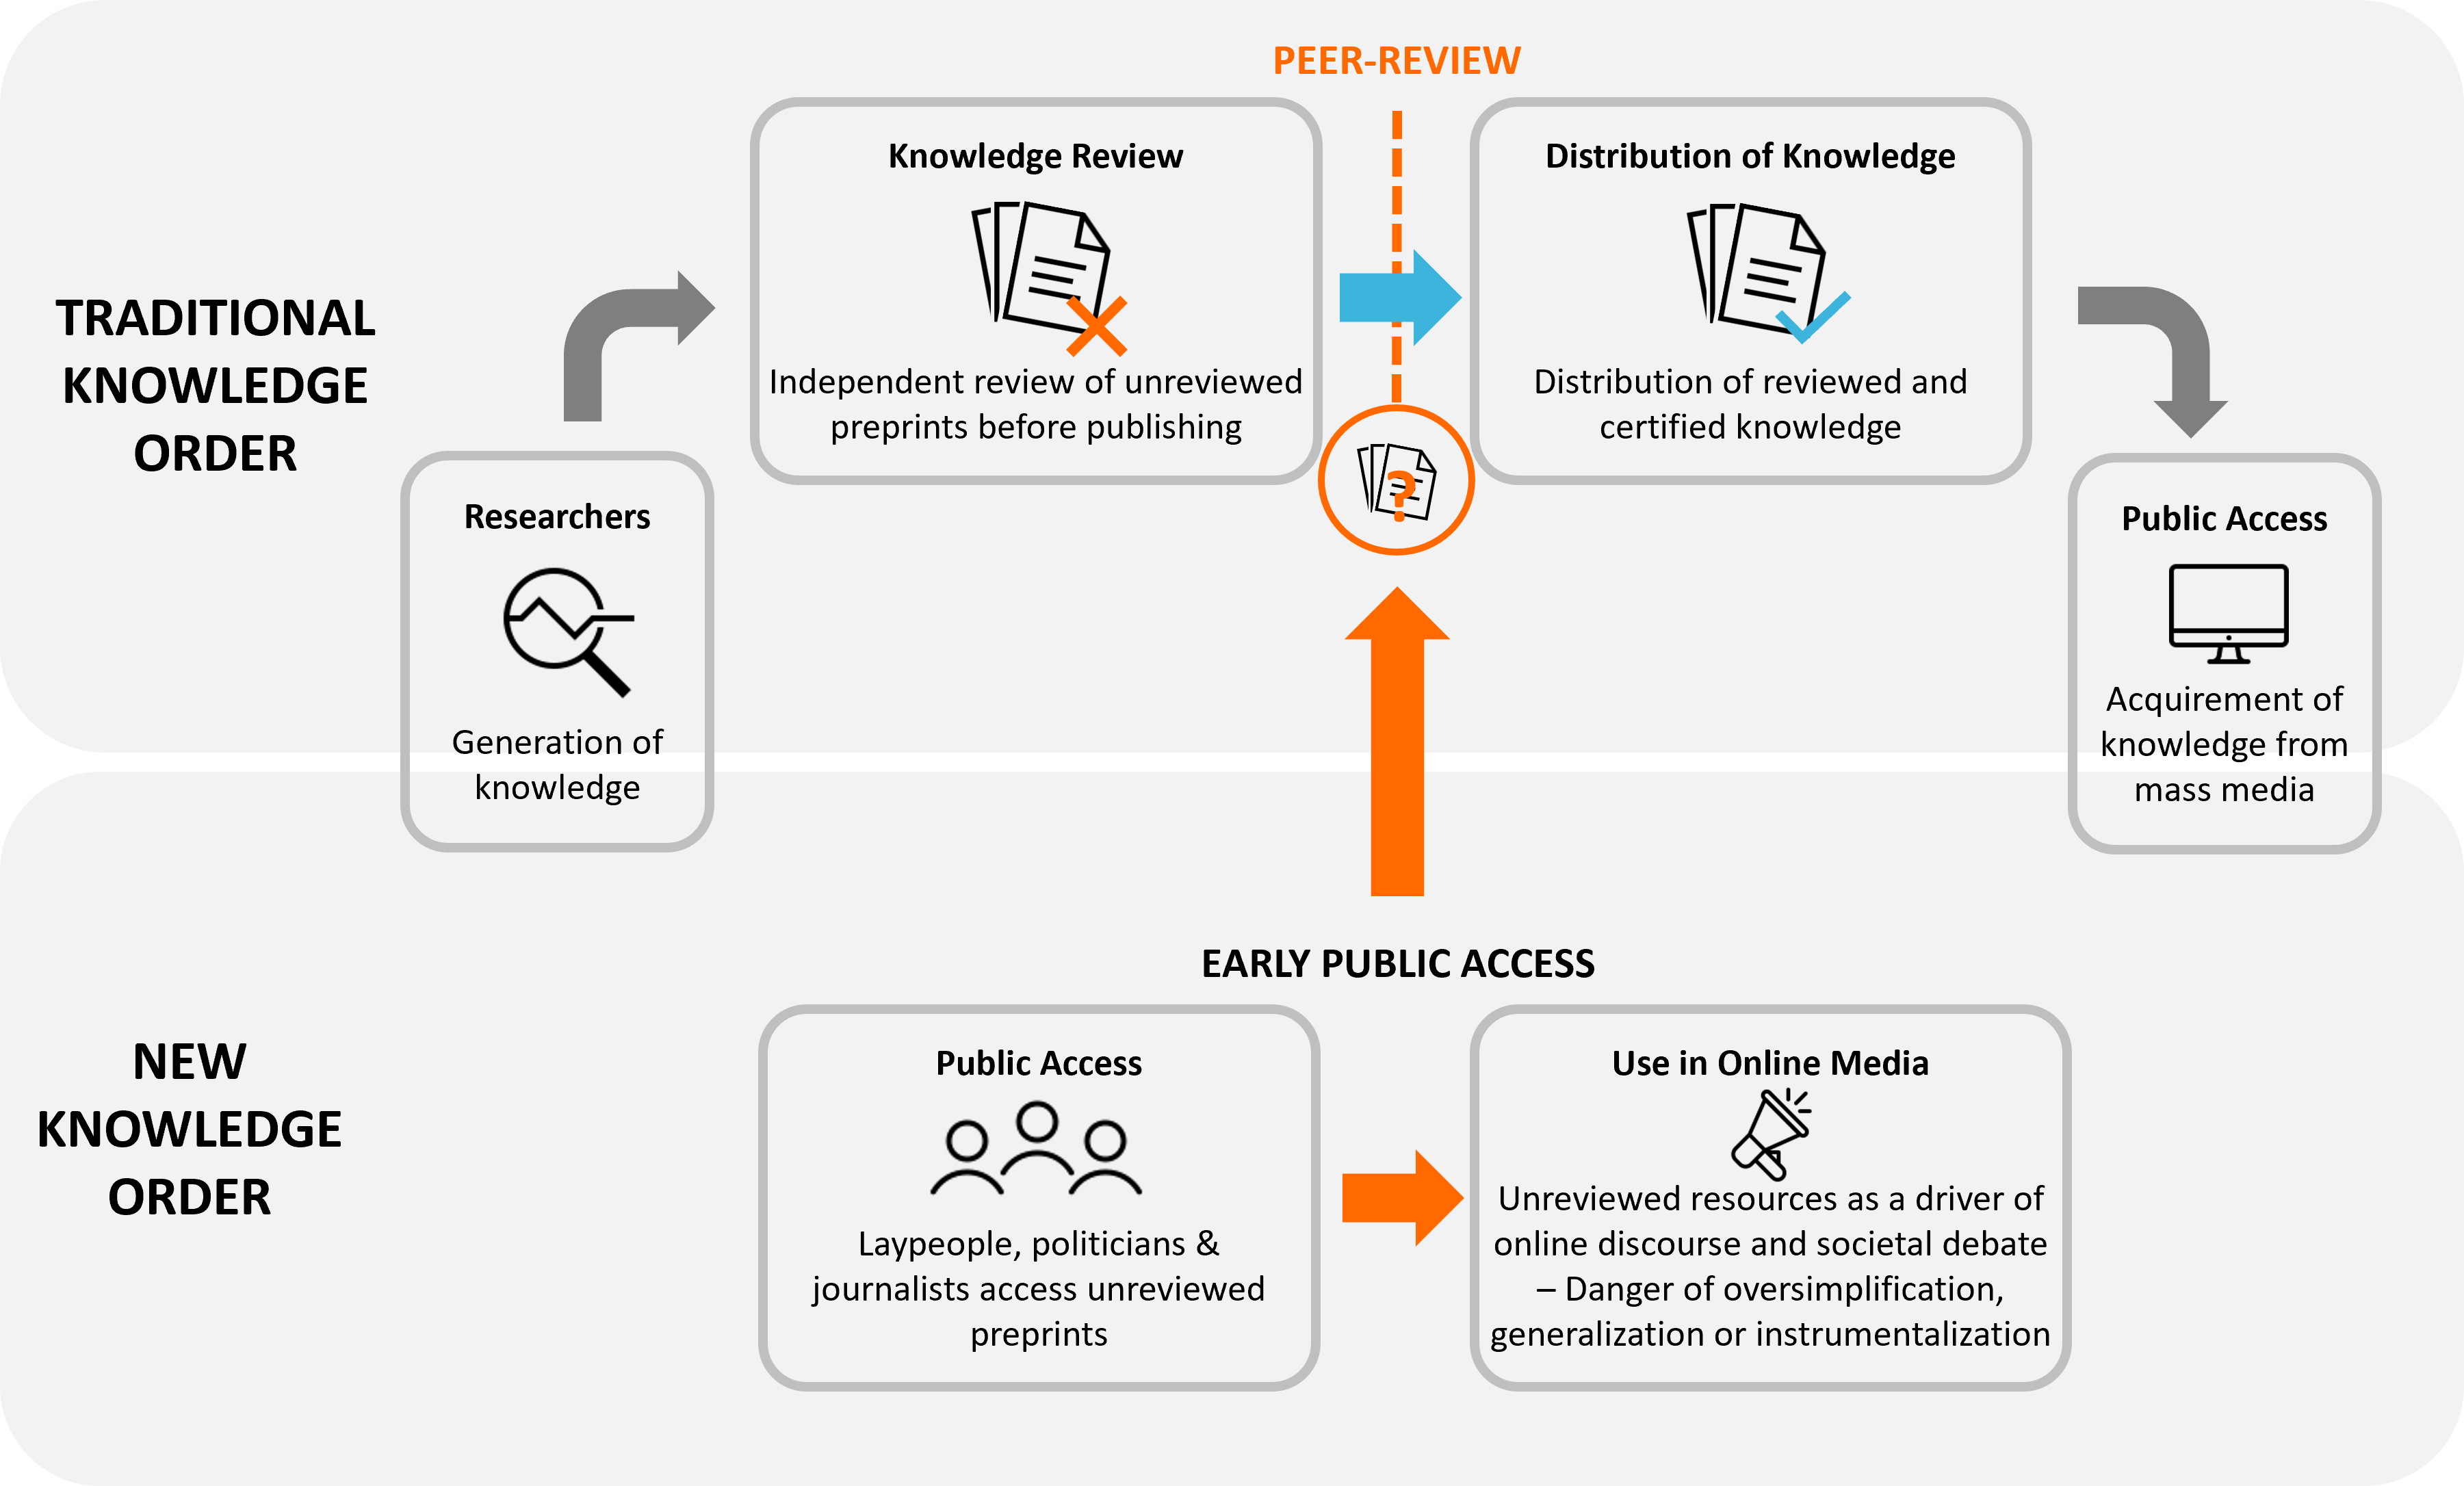 PEER-REVIEW
TRADITIONAL
KNOWLEDGE
ORDER
Researchers
Generation of
knowledge
Knowledge Review
Independent review of unreviewed
preprints before publishing
?
Distribution of Knowledge
Distribution of reviewed and
certified knowledge
Public Access
Acquirement of
knowledge from
mass media
NEW
KNOWLEDGE
ORDER
EARLY PUBLIC ACCESS
Public Access
Laypeople, politicians &
journalists access unreviewed
preprints
Use in Online Media
Unreviewed resources as a driver of
online discourse and societal debate
– Danger of oversimplification,
generalization or instrumentalization